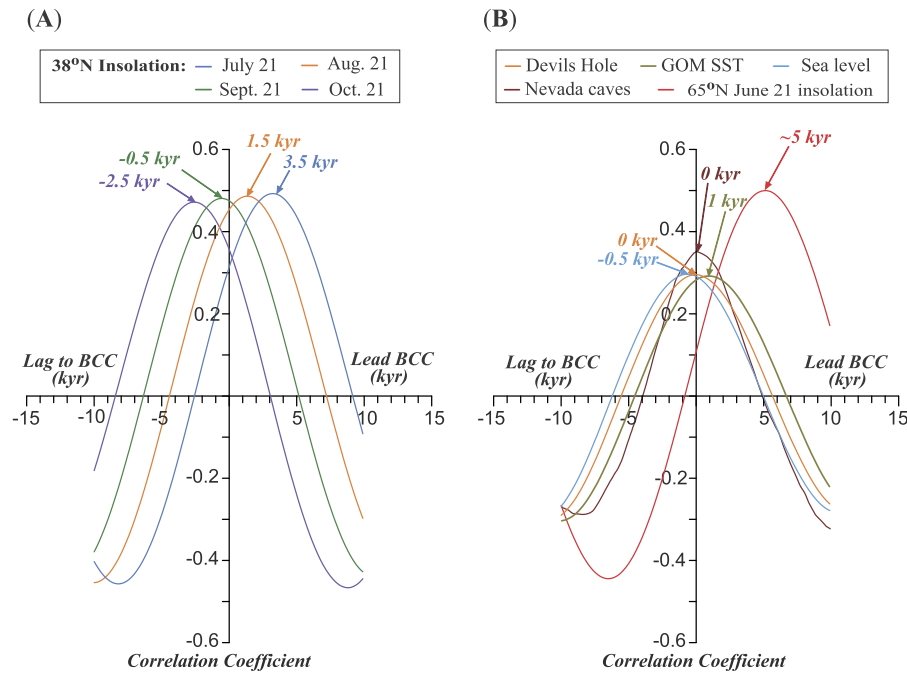 (A)
38°N Insolation: July 21 Aug. 21
Sept. 21 Oct. 21
0.6
1.5 kyr
-0.5 kyr
3.5 kyr
-2.5 kyr
0.4
0.2
Lag to BCC
(kyr)
Lead BCC
(kyr)
-15 -10 -5 0 5 10 15
-0.2
-0.4
-0.6
Correlation Coefficient
(B)
Devils Hole GOM SST Sea level
Nevada caves 65°N June 21 insolation
0.6
~5 kyr
0 kyr
1 kyr
0.4
0 kyr
-0.5 kyr
0.2
Lag to BCC
(kyr)
Lead BCC
(kyr)
-15 -10 -5 0 5 10 15
-0.2
-0.4
-0.6
Correlation Coefficient